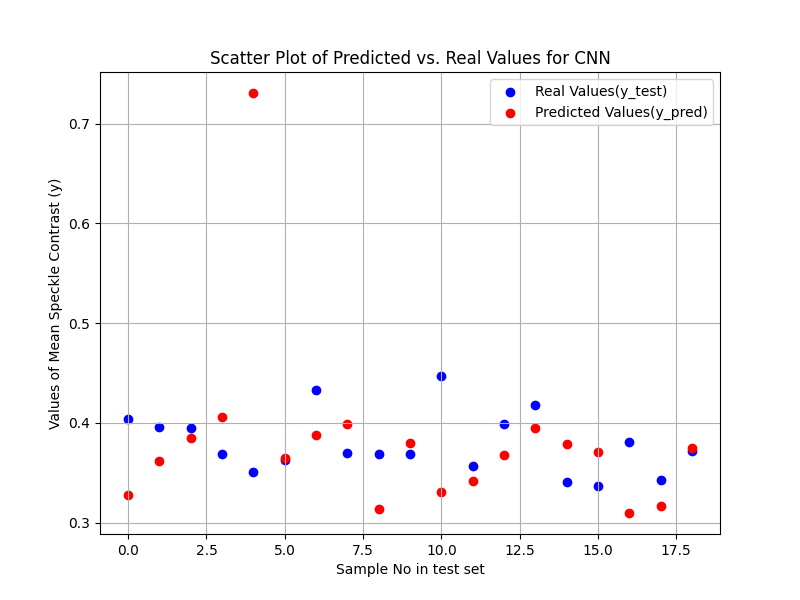 Scatter Plot of Predicted vs. Real Values for CNN
Real Values(y_test)
Predicted Values(y_pred)
Values of Mean Speckle Contrast (y)
0.7
0.6
0.5
0.4
0.3
0.0 2.5 5.0 7.5 10.0 12.5 15.0 17.5
Sample No in test set